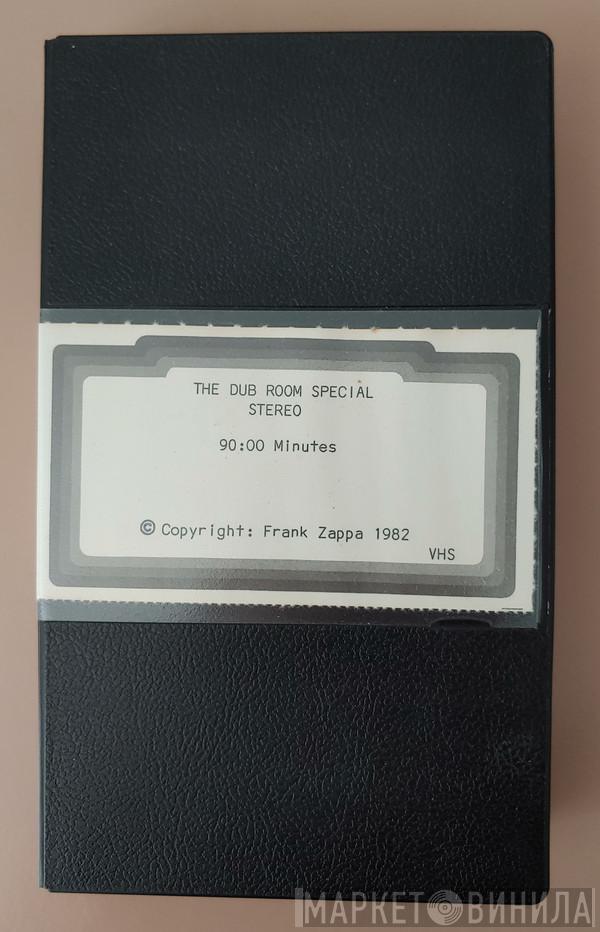 THE DUB ROOM SPECIAL
STEREO
90:00 Minutes
© Copyright: Frank Zappa 1982
VHS
МАРКЕТ ВИНИЛА